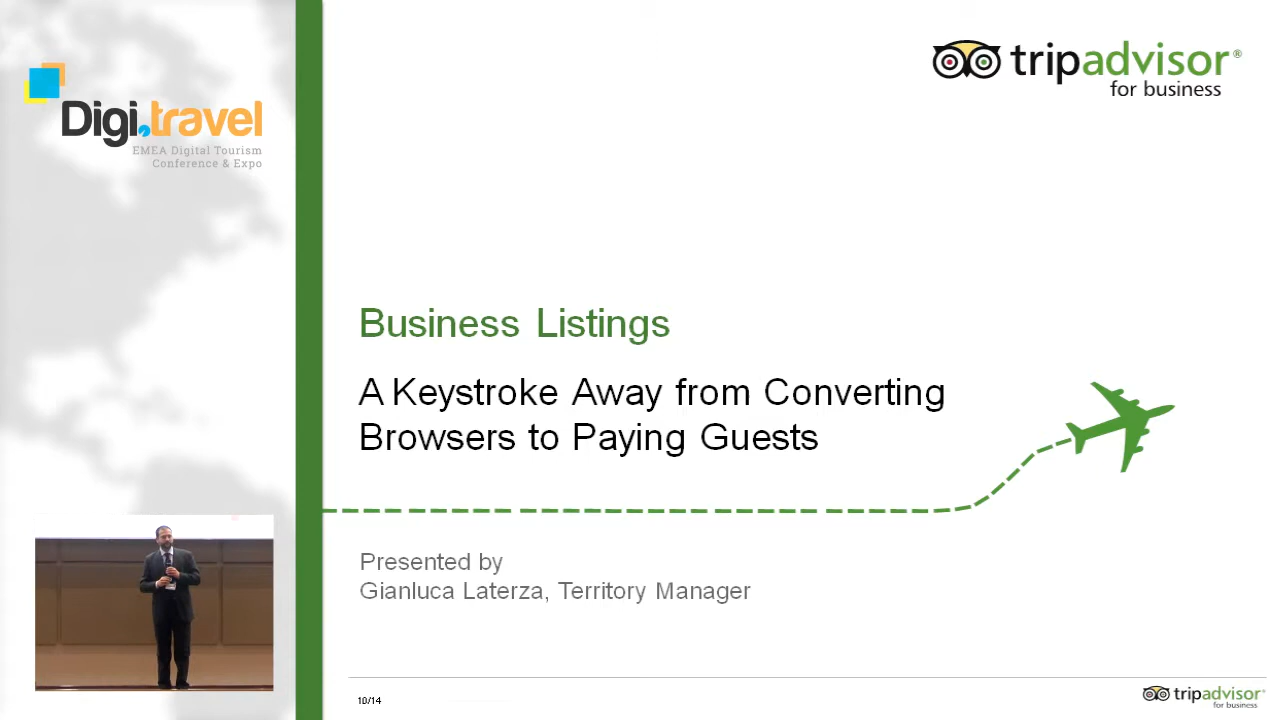 Digi.travel
EMEA Digital Tourism
Conference & Expo
tripadvisor®
for business
Business Listings
A Keystroke Away from Converting
Browsers to Paying Guests
Presented by
Gianluca Laterza, Territory Manager
10/14
tripadvisor®
for business